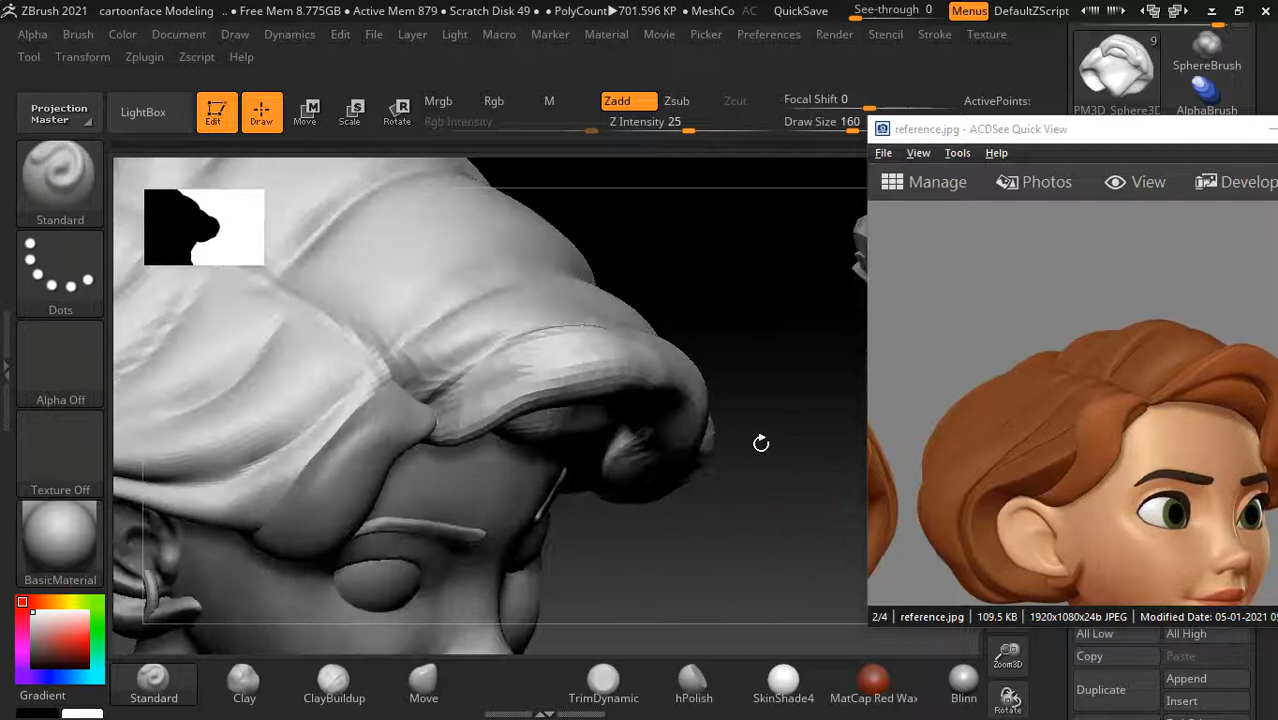 ZBrush 2021 cartoonface Modeling .. • Free Mem 8.775GB • Active Mem 879 • Scratch Disk 49 • PolyCount▶701.596 KP • MeshCo AC QuickSave See-through 0 Menus DefaultZScript
Alpha Brush Color Document Draw Dynamics Edit File Layer Light Macro Marker Material Movie Picker Preferences Render Stencil Stroke Texture
Tool Transform Zplugin Zscript Help
9
SphereBrush
PM3D_Sphere3D
AlphaBrush
Projection
Master
LightBox
Edit
Draw
Move
Scale
Rotate
Mrgb Rgb M
Rgb Intensity
Zadd Zsub Zcut
Z Intensity 25
Focal Shift 0
Draw Size 160
ActivePoints:
reference.jpg - ACDSee Quick View
File View Tools Help
Manage Photos View Develop
Standard
Dots
Alpha Off
Texture Off
BasicMaterial
Gradient
2/4 reference.jpg 109.5 KB 1920x1080x24b JPEG Modified Date: 05-01-2021
All Low All High
Copy Paste
Duplicate
Append
Insert
Zoom3D
Rotate
Standard Clay ClayBuildup Move TrimDynamic hPolish SkinShade4 MatCap Red Wax Blinn